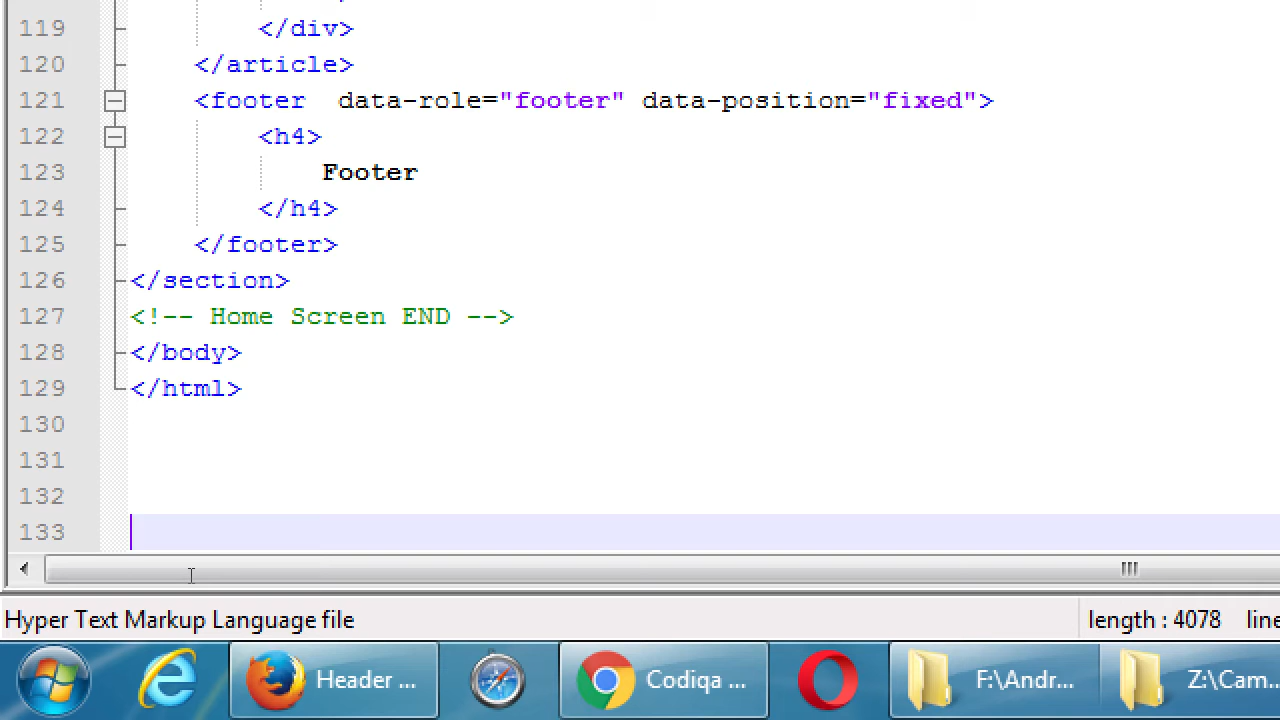 119 </div>
120 </article>
121 <footer  data-role="footer" data-position="fixed">
122 <h4>
123 Footer
124 </h4>
125 </footer>
126 </section>
127 <!-- Home Screen END -->
128 </body>
129 </html>
130
131
132
133
Hyper Text Markup Language file length : 4078 line
Header ... Codiqa ... F:\Andr... Z:\Cam...